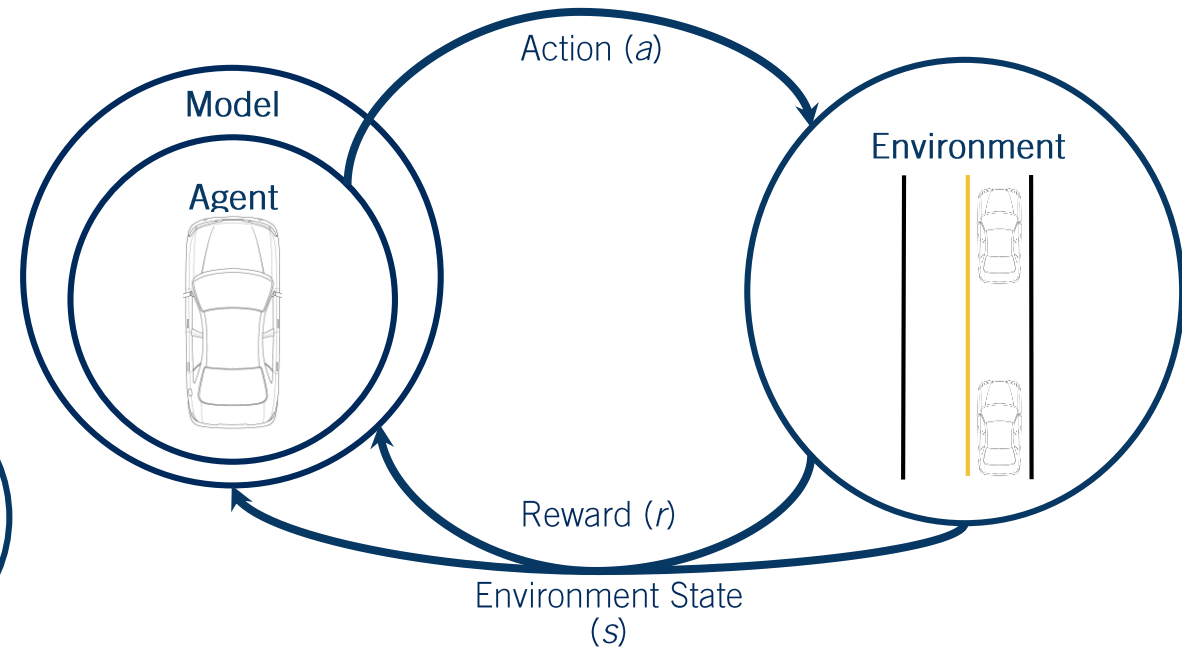 Action (a)
Model
Agent
Environment
Reward (r)
Environment State
(s)